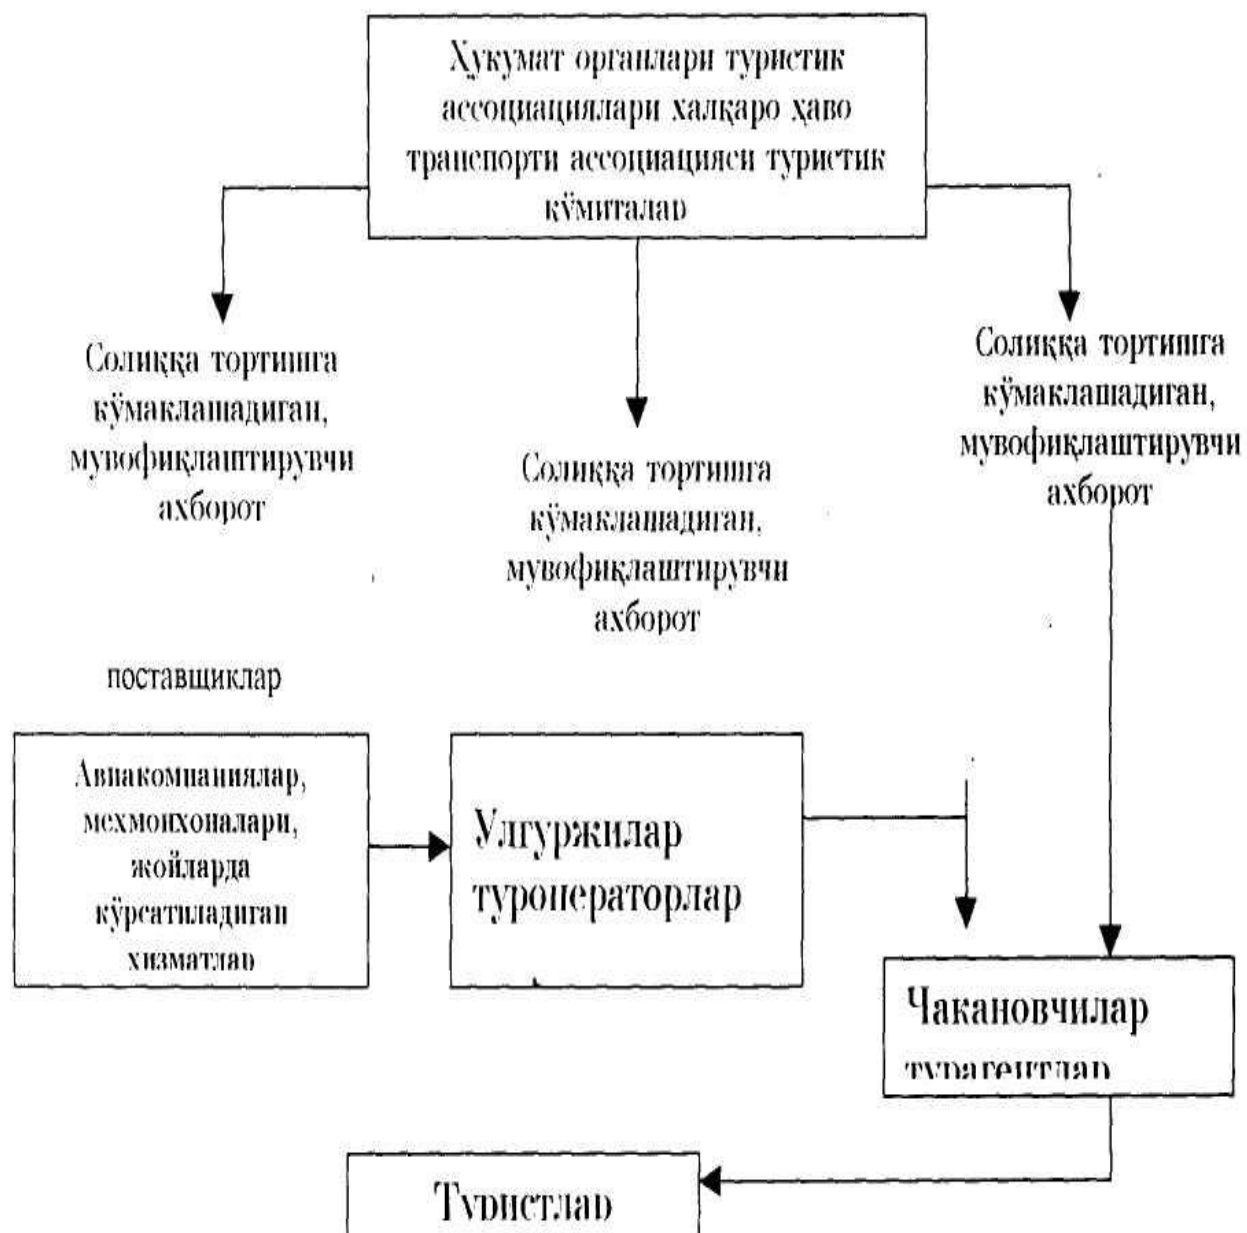 Ҳукумат органлари туристик
ассоциациялари халқаро ҳаво
транспорти ассоциацияси туристик
кўмиталар
Солиққа тортишга
кўмаклашадиган,
мувофиқлаштирувчи
ахборот
Солиққа тортишга
кўмаклашадиган,
мувофиқлаштирувчи
ахборот
Солиққа тортишга
кўмаклашадиган,
мувофиқлаштирувчи
ахборот
поставщиклар
Авиакомпаниялар,
мехмонхоналари,
жойларда
кўрсатиладиган
хизматлар
Улгуржилар
туроператорлар
Чакановчилар
турагентлар
Туристлар